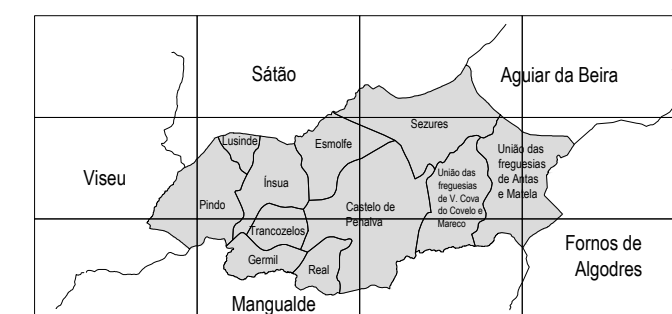 Sátão
Aguiar da Beira
Sezures
Lusinde
Esmolfe
União das
freguesias
de Antas
e Matela
Viseu
Ínsua
União das
freguesias
de V. Cova
do Covelo e
Mareco
Pindo
Castelo de
Penalva
Trancozelos
Fornos de
Algodres
Germil
Real
Mangualde